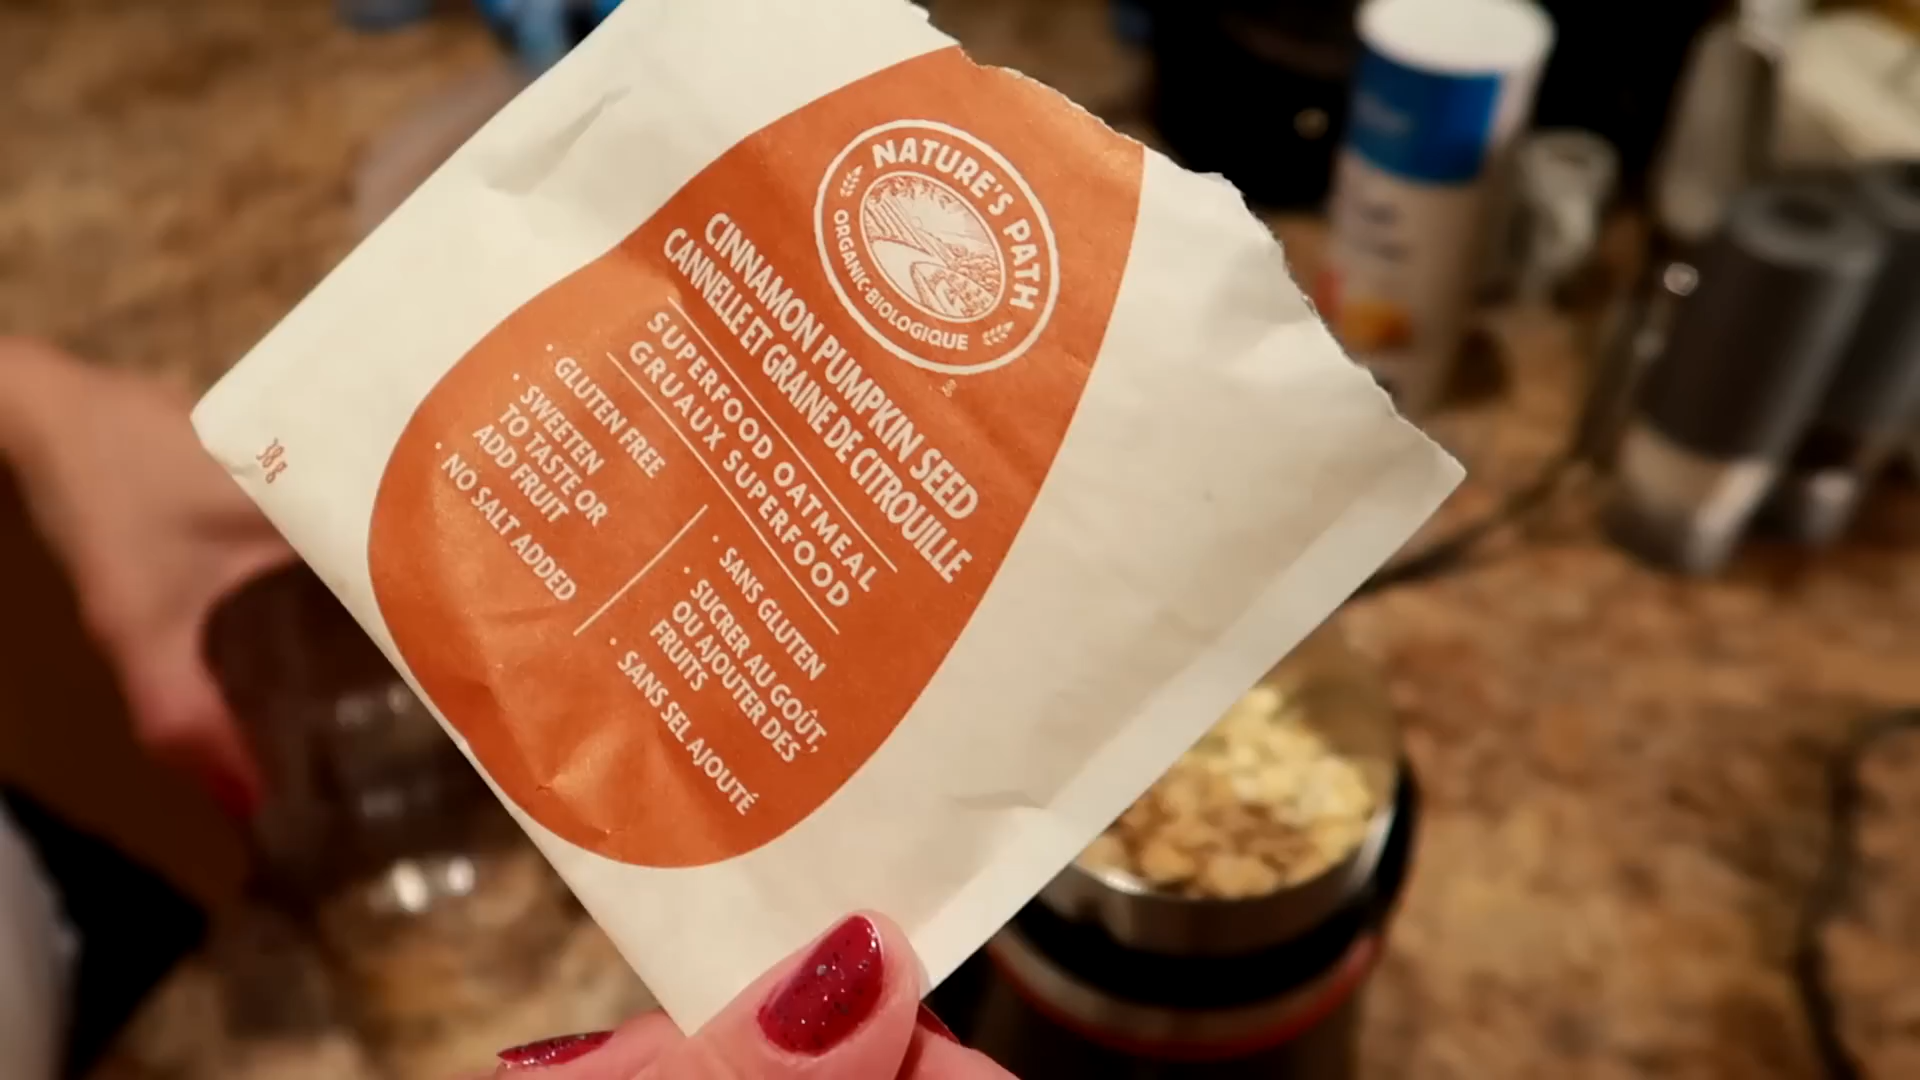 NATURE'S PATH
ORGANIC·BIOLOGIQUE
CINNAMON PUMPKIN SEED
CANNELLE ET GRAINE DE CITROUILLE
SUPERFOOD OATMEAL
GRUAUX SUPERFOOD
· GLUTEN FREE
· SWEETEN
TO TASTE OR
ADD FRUIT
· NO SALT ADDED
· SANS GLUTEN
· SUCRER AU GOÛT,
OU AJOUTER DES
FRUITS
· SANS SEL AJOUTÉ
38g